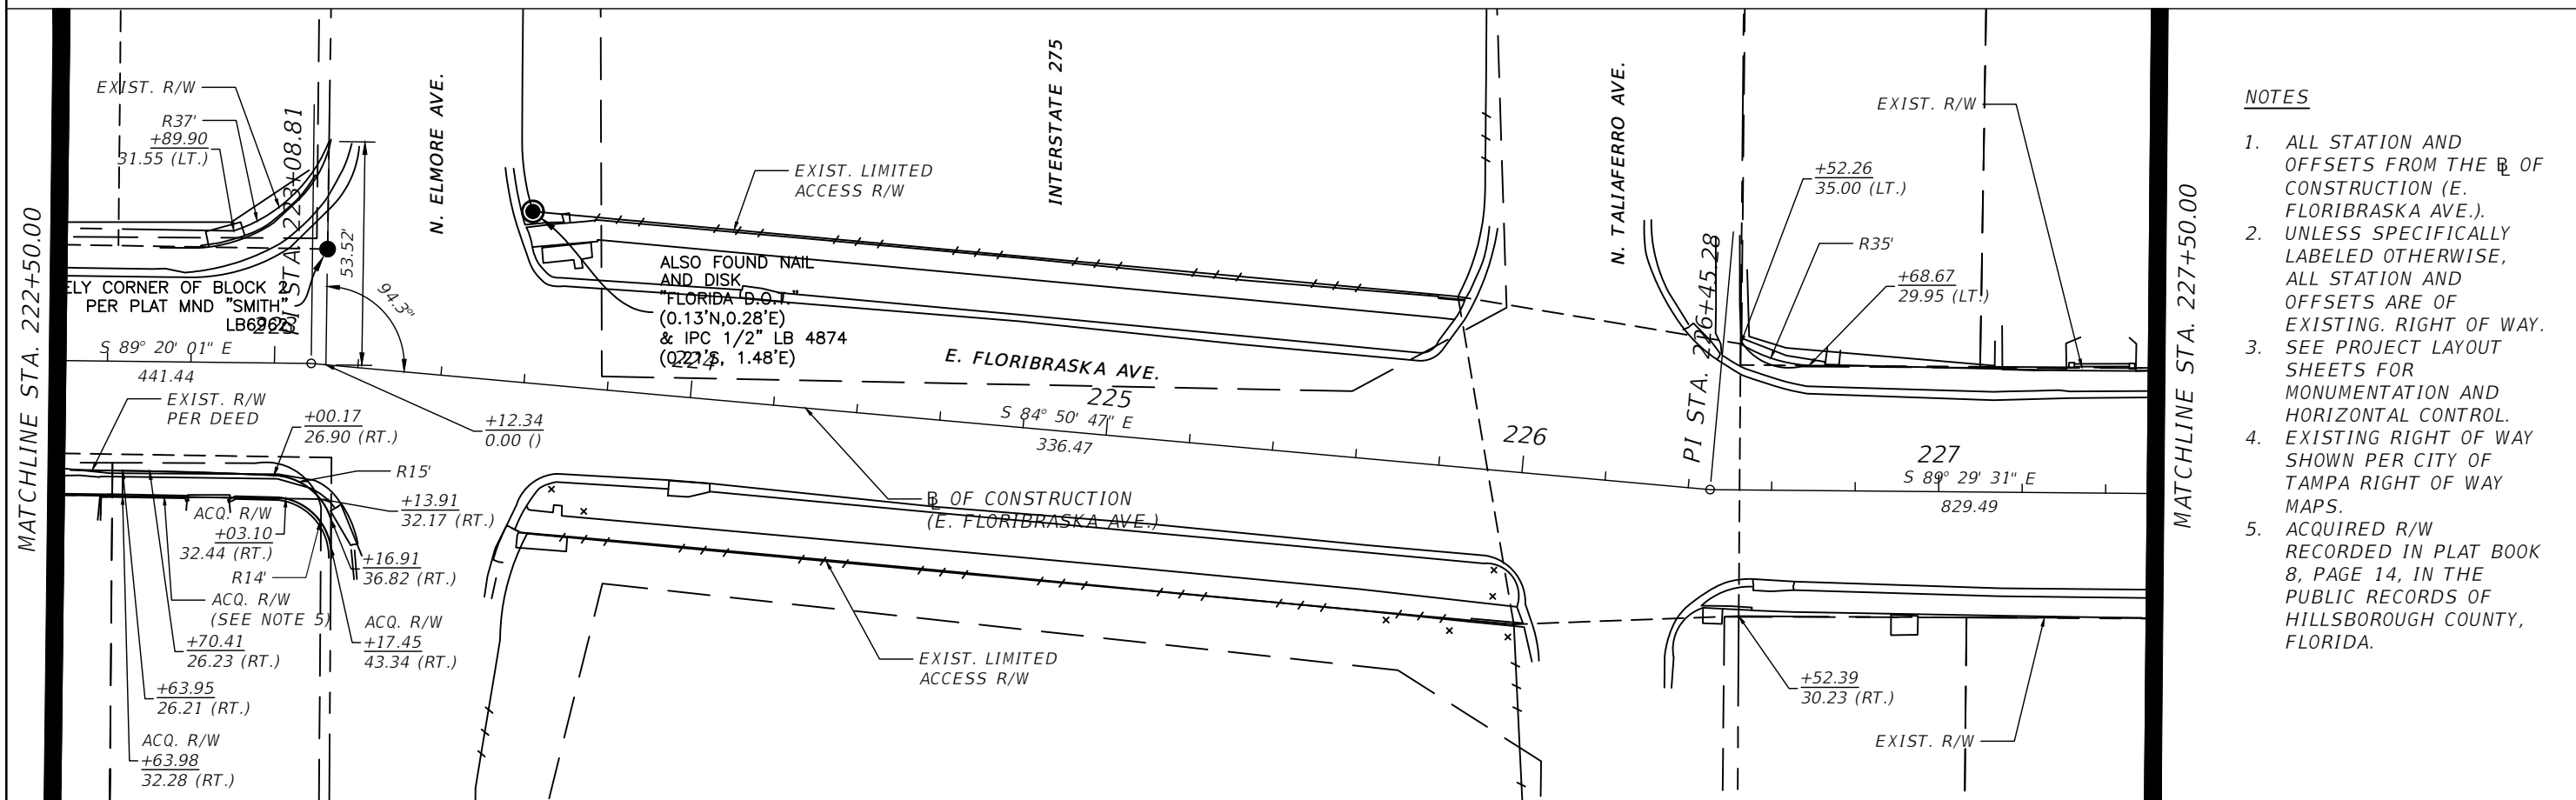 MATCHLINE STA. 222+50.00
EXIST. R/W
R37'
+89.90
31.55 (LT.)
PI STA. 223+08.81
53.52'
94.3°
ELY CORNER OF BLOCK 2
PER PLAT MND "SMITH"
LB6962
223
S 89° 20' 01" E
441.44
EXIST. R/W
PER DEED
+00.17
26.90 (RT.)
+12.34
0.00 ()
R15'
+13.91
32.17 (RT.)
ACQ. R/W
+03.10
32.44 (RT.)
R14'
+16.91
36.82 (RT.)
ACQ. R/W
(SEE NOTE 5)
ACQ. R/W
+17.45
43.34 (RT.)
+70.41
26.23 (RT.)
+63.95
26.21 (RT.)
ACQ. R/W
+63.98
32.28 (RT.)
N. ELMORE AVE.
INTERSTATE 275
EXIST. LIMITED
ACCESS R/W
ALSO FOUND NAIL
AND DISK
"FLORIDA D.O.T."
(0.13'N,0.28'E)
& IPC 1/2" LB 4874
(0.21'S, 1.48'E)
224
E. FLORIBRASKA AVE.
225
S 84° 50' 47" E
336.47
226
B OF CONSTRUCTION
(E. FLORIBRASKA AVE.)
EXIST. LIMITED
ACCESS R/W
N. TALIAFERRO AVE.
PI STA. 226+45.28
+52.26
35.00 (LT.)
R35'
+68.67
29.95 (LT.)
EXIST. R/W
227
S 89° 29' 31" E
829.49
+52.39
30.23 (RT.)
EXIST. R/W
MATCHLINE STA. 227+50.00
NOTES
1. ALL STATION AND
OFFSETS FROM THE BL OF
CONSTRUCTION (E.
FLORIBRASKA AVE.).
2. UNLESS SPECIFICALLY
LABELED OTHERWISE,
ALL STATION AND
OFFSETS ARE OF
EXISTING. RIGHT OF WAY.
3. SEE PROJECT LAYOUT
SHEETS FOR
MONUMENTATION AND
HORIZONTAL CONTROL.
4. EXISTING RIGHT OF WAY
SHOWN PER CITY OF
TAMPA RIGHT OF WAY
MAPS.
5. ACQUIRED R/W
RECORDED IN PLAT BOOK
8, PAGE 14, IN THE
PUBLIC RECORDS OF
HILLSBOROUGH COUNTY,
FLORIDA.